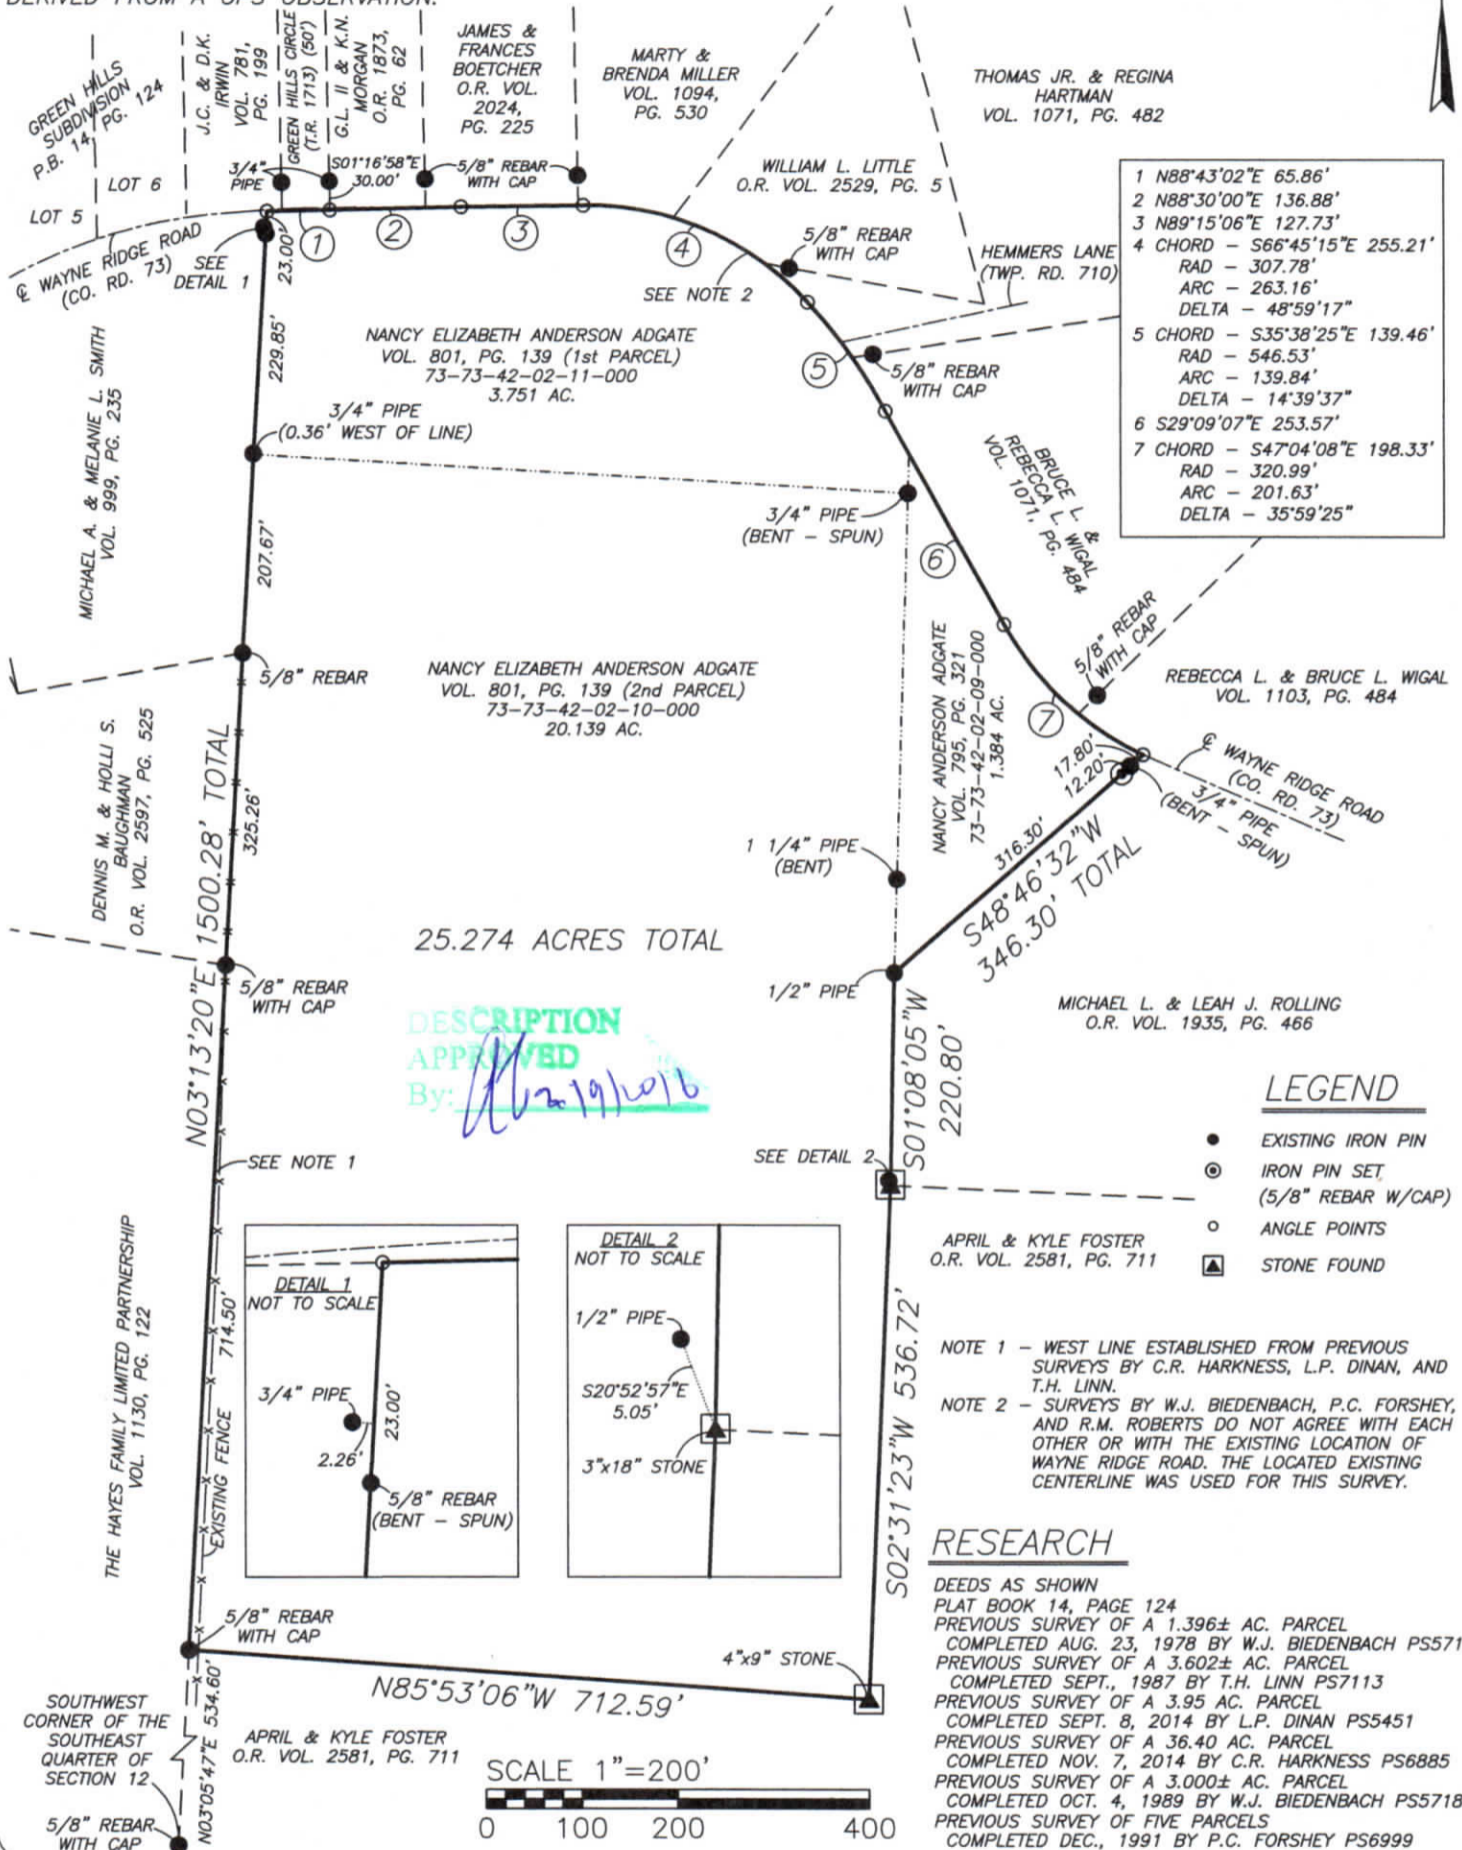 DERIVED FROM A GPS OBSERVATION.
GREEN HILLS
SUBDIVISION
P.B. 14, PG. 124
LOT 5
LOT 6
J.C. & D.K.
IRWIN
VOL. 781,
PG. 199
GREEN HILLS CIRCLE
(T.R. 1713) (50')
G.L. II & K.N.
MORGAN
O.R. 1873,
PG. 62
JAMES &
FRANCES
BOETCHER
O.R. VOL.
2024,
PG. 225
MARTY &
BRENDA MILLER
VOL. 1094,
PG. 530
THOMAS JR. & REGINA
HARTMAN
VOL. 1071, PG. 482
WILLIAM L. LITTLE
O.R. VOL. 2529, PG. 5
3/4"
PIPE
S01°16'58"E
30.00'
5/8" REBAR
WITH CAP
1
2
3
4
5/8" REBAR
WITH CAP
HEMMERS LANE
(TWP. RD. 710)
SEE NOTE 2
℄ WAYNE RIDGE ROAD
(CO. RD. 73)
SEE
DETAIL 1
23.00'
1 N88°43'02"E 65.86'
2 N88°30'00"E 136.88'
3 N89°15'06"E 127.73'
4 CHORD – S66°45'15"E 255.21'
RAD – 307.78'
ARC – 263.16'
DELTA – 48°59'17"
5 CHORD – S35°38'25"E 139.46'
RAD – 546.53'
ARC – 139.84'
DELTA – 14°39'37"
6 S29°09'07"E 253.57'
7 CHORD – S47°04'08"E 198.33'
RAD – 320.99'
ARC – 201.63'
DELTA – 35°59'25"
NANCY ELIZABETH ANDERSON ADGATE
VOL. 801, PG. 139 (1st PARCEL)
73-73-42-02-11-000
3.751 AC.
229.85'
MICHAEL A. & MELANIE L. SMITH
VOL. 999, PG. 235
5
5/8" REBAR
WITH CAP
3/4" PIPE
(0.36' WEST OF LINE)
3/4" PIPE
(BENT – SPUN)
6
BRUCE L. &
REBECCA L. WIGAL
VOL. 1071, PG. 484
207.67'
5/8" REBAR
NANCY ELIZABETH ANDERSON ADGATE
VOL. 801, PG. 139 (2nd PARCEL)
73-73-42-02-10-000
20.139 AC.
NANCY ANDERSON ADGATE
VOL. 795, PG. 321
73-73-42-02-09-000
1.384 AC.
5/8" REBAR
WITH CAP
REBECCA L. & BRUCE L. WIGAL
VOL. 1103, PG. 484
7
17.80'
12.20'
℄ WAYNE RIDGE ROAD
(CO. RD. 73)
3/4" PIPE
(BENT – SPUN)
DENNIS M. & HOLLI S.
BAUGHMAN
O.R. VOL. 2597, PG. 525
325.26'
N03°13'20"E 1500.28' TOTAL
1 1/4" PIPE
(BENT)
316.30'
S48°46'32"W
346.30' TOTAL
25.274 ACRES TOTAL
5/8" REBAR
WITH CAP
1/2" PIPE
MICHAEL L. & LEAH J. ROLLING
O.R. VOL. 1935, PG. 466
S01°08'05"W
220.80'
DESCRIPTION
APPROVED
By:
LEGEND
EXISTING IRON PIN
IRON PIN SET
(5/8" REBAR W/CAP)
ANGLE POINTS
STONE FOUND
SEE NOTE 1
SEE DETAIL 2
APRIL & KYLE FOSTER
O.R. VOL. 2581, PG. 711
THE HAYES FAMILY LIMITED PARTNERSHIP
VOL. 1130, PG. 122
EXISTING FENCE
714.50'
DETAIL 1
NOT TO SCALE
3/4" PIPE
2.26'
23.00'
5/8" REBAR
(BENT – SPUN)
DETAIL 2
NOT TO SCALE
1/2" PIPE
S20°52'57"E
5.05'
3"x18" STONE
S02°31'23"W 536.72'
NOTE 1 – WEST LINE ESTABLISHED FROM PREVIOUS
SURVEYS BY C.R. HARKNESS, L.P. DINAN, AND
T.H. LINN.
NOTE 2 – SURVEYS BY W.J. BIEDENBACH, P.C. FORSHEY,
AND R.M. ROBERTS DO NOT AGREE WITH EACH
OTHER OR WITH THE EXISTING LOCATION OF
WAYNE RIDGE ROAD. THE LOCATED EXISTING
CENTERLINE WAS USED FOR THIS SURVEY.
5/8" REBAR
WITH CAP
4"x9" STONE
N85°53'06"W 712.59'
APRIL & KYLE FOSTER
O.R. VOL. 2581, PG. 711
SOUTHWEST
CORNER OF THE
SOUTHEAST
QUARTER OF
SECTION 12
N03°05'47"E 534.60'
5/8" REBAR
WITH CAP
SCALE 1"=200'
0 100 200 400
RESEARCH
DEEDS AS SHOWN
PLAT BOOK 14, PAGE 124
PREVIOUS SURVEY OF A 1.396± AC. PARCEL
COMPLETED AUG. 23, 1978 BY W.J. BIEDENBACH PS571
PREVIOUS SURVEY OF A 3.602± AC. PARCEL
COMPLETED SEPT., 1987 BY T.H. LINN PS7113
PREVIOUS SURVEY OF A 3.95 AC. PARCEL
COMPLETED SEPT. 8, 2014 BY L.P. DINAN PS5451
PREVIOUS SURVEY OF A 36.40 AC. PARCEL
COMPLETED NOV. 7, 2014 BY C.R. HARKNESS PS6885
PREVIOUS SURVEY OF A 3.000± AC. PARCEL
COMPLETED OCT. 4, 1989 BY W.J. BIEDENBACH PS5718
PREVIOUS SURVEY OF FIVE PARCELS
COMPLETED DEC., 1991 BY P.C. FORSHEY PS6999